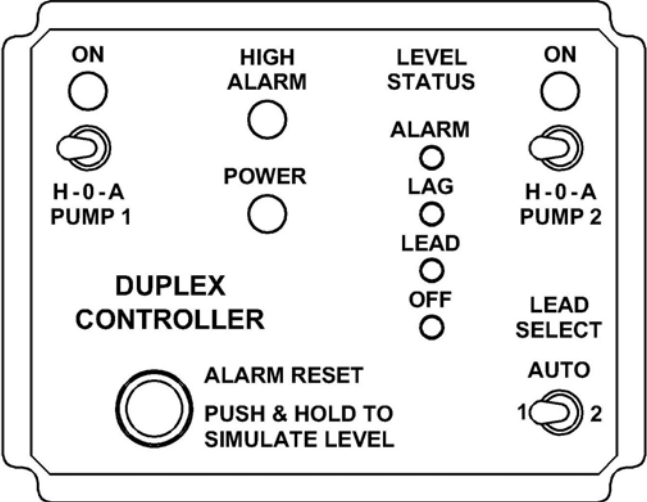 ON
H-0-A
PUMP 1
HIGH
ALARM
POWER
LEVEL
STATUS
ALARM
LAG
LEAD
OFF
ON
H-0-A
PUMP 2
DUPLEX
CONTROLLER
LEAD
SELECT
AUTO
1 2
ALARM RESET
PUSH & HOLD TO
SIMULATE LEVEL